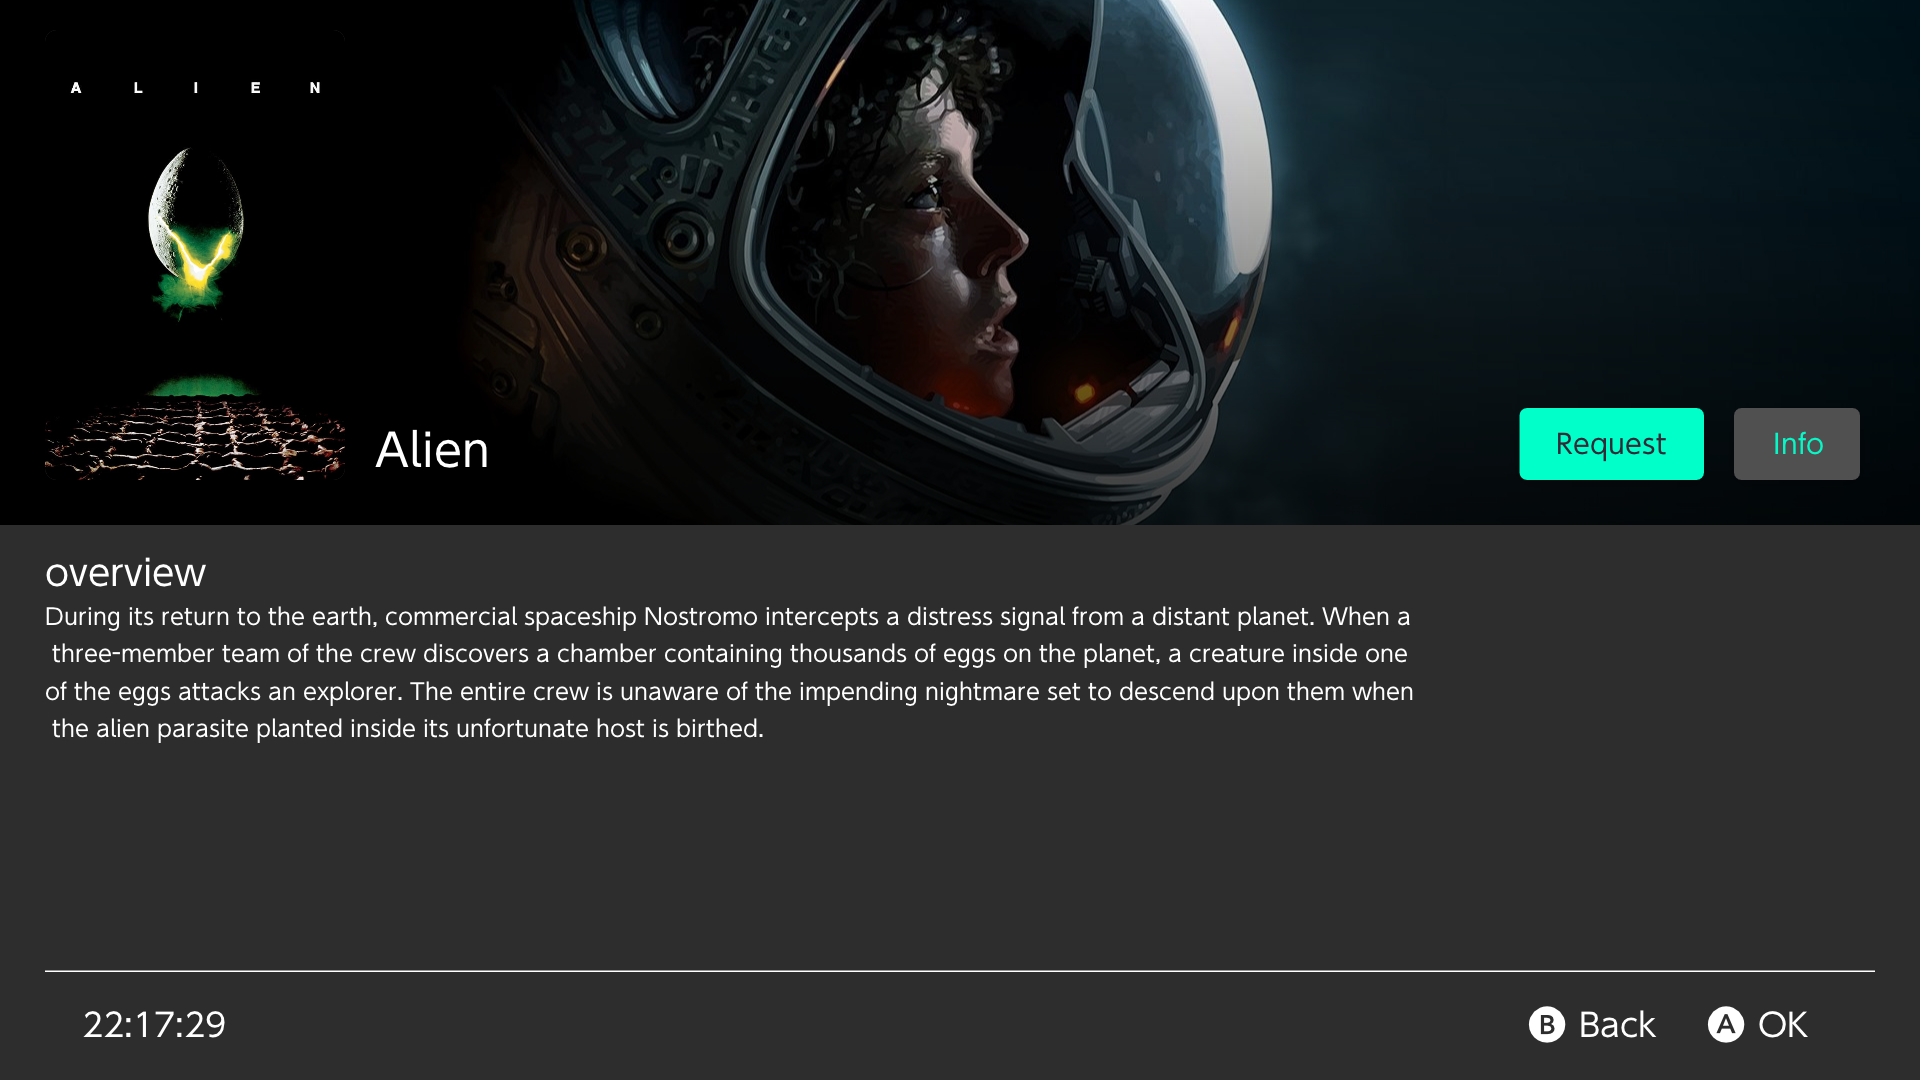 A L I E N
Alien
Request
Info
overview
During its return to the earth, commercial spaceship Nostromo intercepts a distress signal from a distant planet. When a
three-member team of the crew discovers a chamber containing thousands of eggs on the planet, a creature inside one
of the eggs attacks an explorer. The entire crew is unaware of the impending nightmare set to descend upon them when
the alien parasite planted inside its unfortunate host is birthed.
22:17:29
B Back
A OK